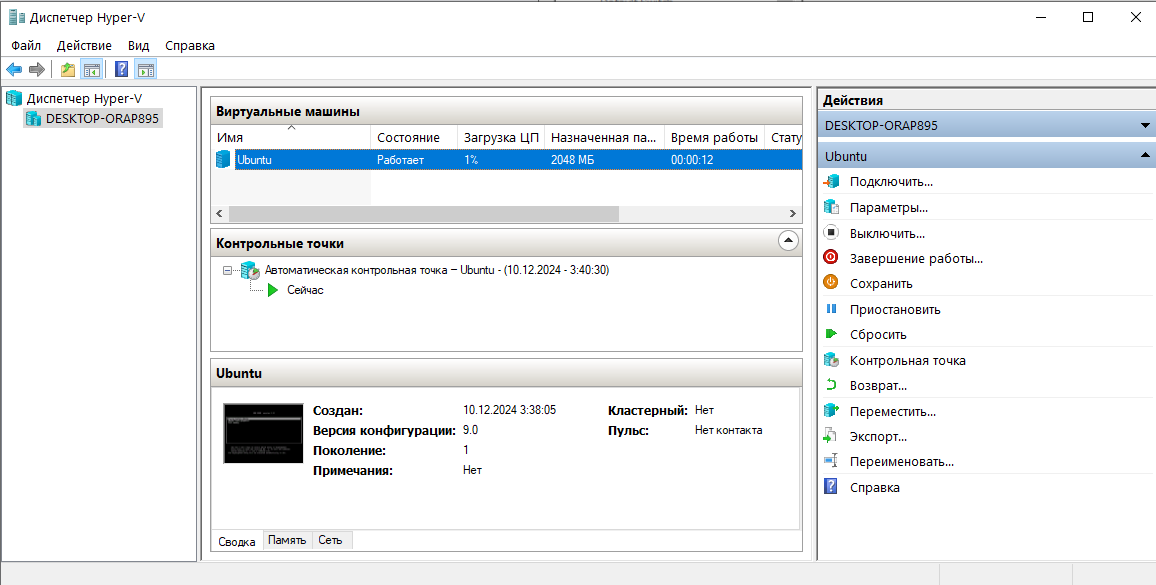 Диспетчер Hyper-V
Файл Действие Вид Справка
Диспетчер Hyper-V
DESKTOP-ORAP895
Виртуальные машины
Имя Состояние Загрузка ЦП Назначенная па... Время работы Стату
Ubuntu Работает 1% 2048 МБ 00:00:12
Контрольные точки
Автоматическая контрольная точка – Ubuntu - (10.12.2024 - 3:40:30)
Сейчас
Ubuntu
Создан: 10.12.2024 3:38:05 Кластерный: Нет
Версия конфигурации: 9.0 Пульс: Нет контакта
Поколение: 1
Примечания: Нет
Сводка Память Сеть
Действия
DESKTOP-ORAP895
Ubuntu
Подключить...
Параметры...
Выключить...
Завершение работы...
Сохранить
Приостановить
Сбросить
Контрольная точка
Возврат...
Переместить...
Экспорт...
Переименовать...
Справка